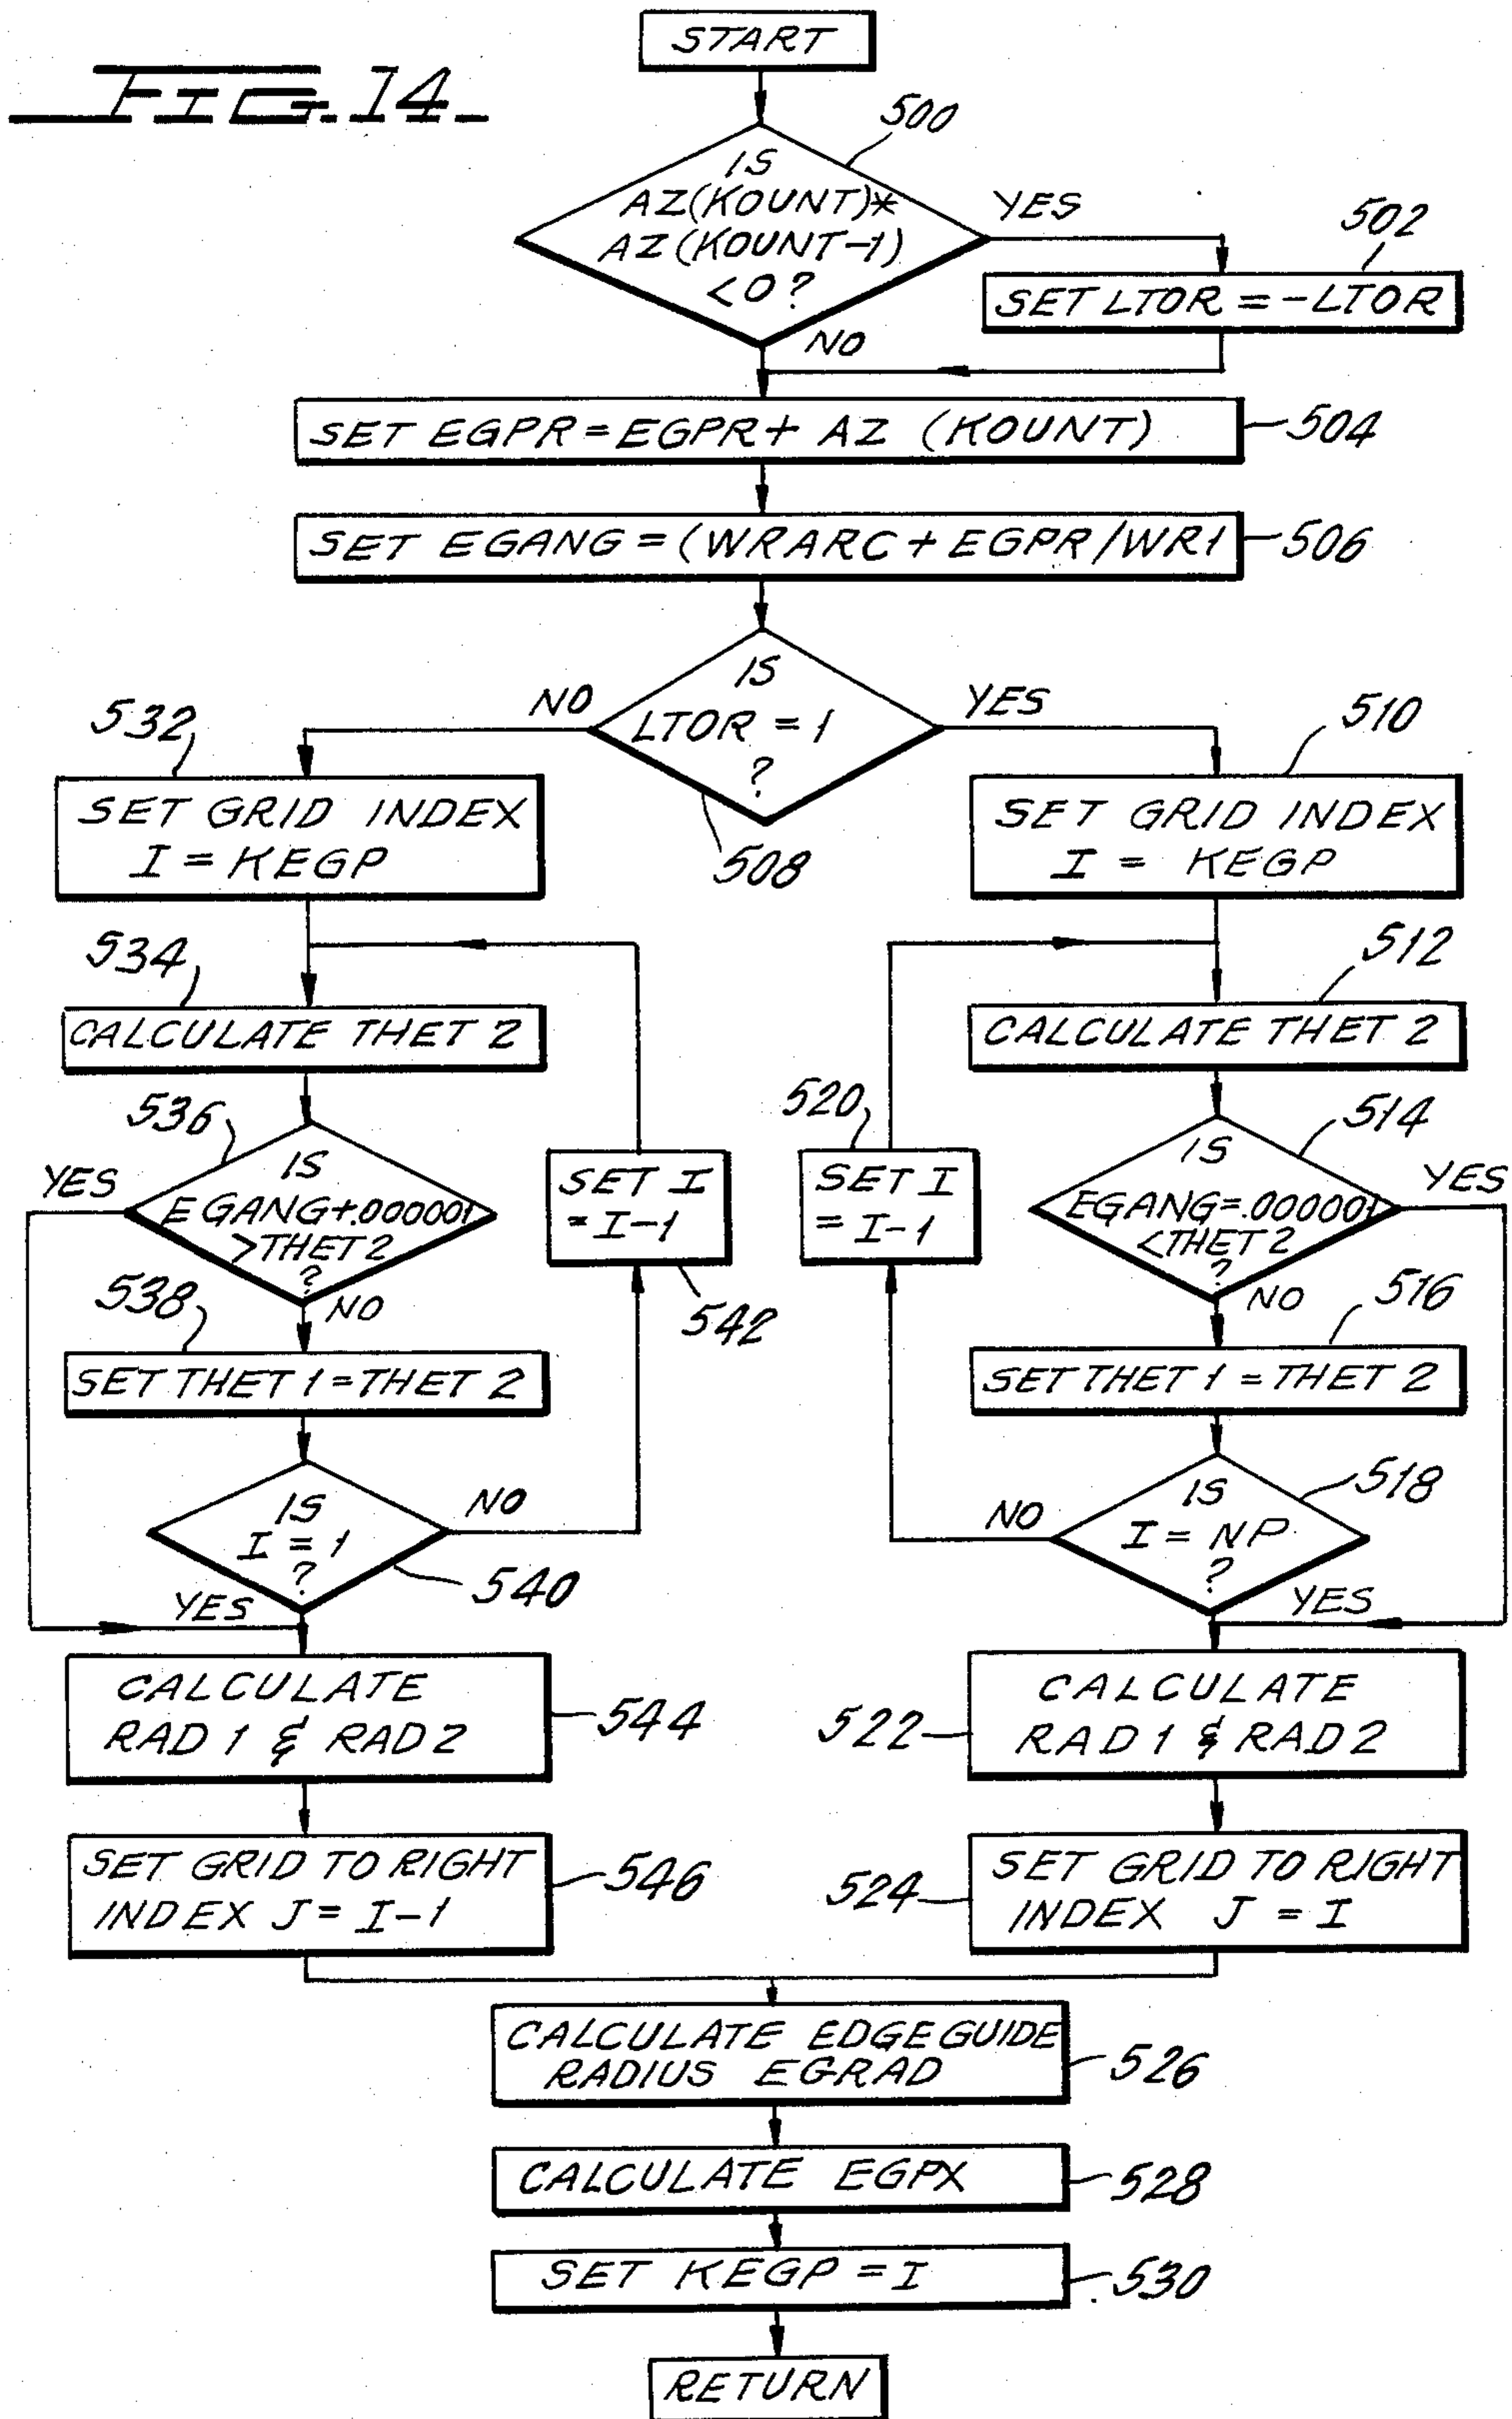 FIG. 14.
START
500
IS
AZ(KOUNT)*
AZ(KOUNT-1)
<0?
YES
502
SET LTOR = -LTOR
NO
SET EGPR = EGPR + AZ (KOUNT)
504
SET EGANG = (WRARC + EGPR/WR1
506
IS
LTOR = 1
?
NO
YES
508
532
SET GRID INDEX
I = KEGP
510
SET GRID INDEX
I = KEGP
534
CALCULATE THET 2
512
CALCULATE THET 2
536
IS
EGANG+.000001
>THET 2
?
YES
NO
SET I
= I-1
542
520
SET I
= I-1
514
IS
EGANG=.000001
<THET 2
?
YES
NO
538
SET THET 1 = THET 2
516
SET THET 1 = THET 2
IS
I = 1
?
NO
540
YES
518
IS
I = NP
?
NO
YES
CALCULATE
RAD 1 & RAD 2
544
522
CALCULATE
RAD 1 & RAD 2
SET GRID TO RIGHT
INDEX J = I-1
546
524
SET GRID TO RIGHT
INDEX J = I
CALCULATE EDGE GUIDE
RADIUS EGRAD
526
CALCULATE EGPX
528
SET KEGP = I
530
RETURN